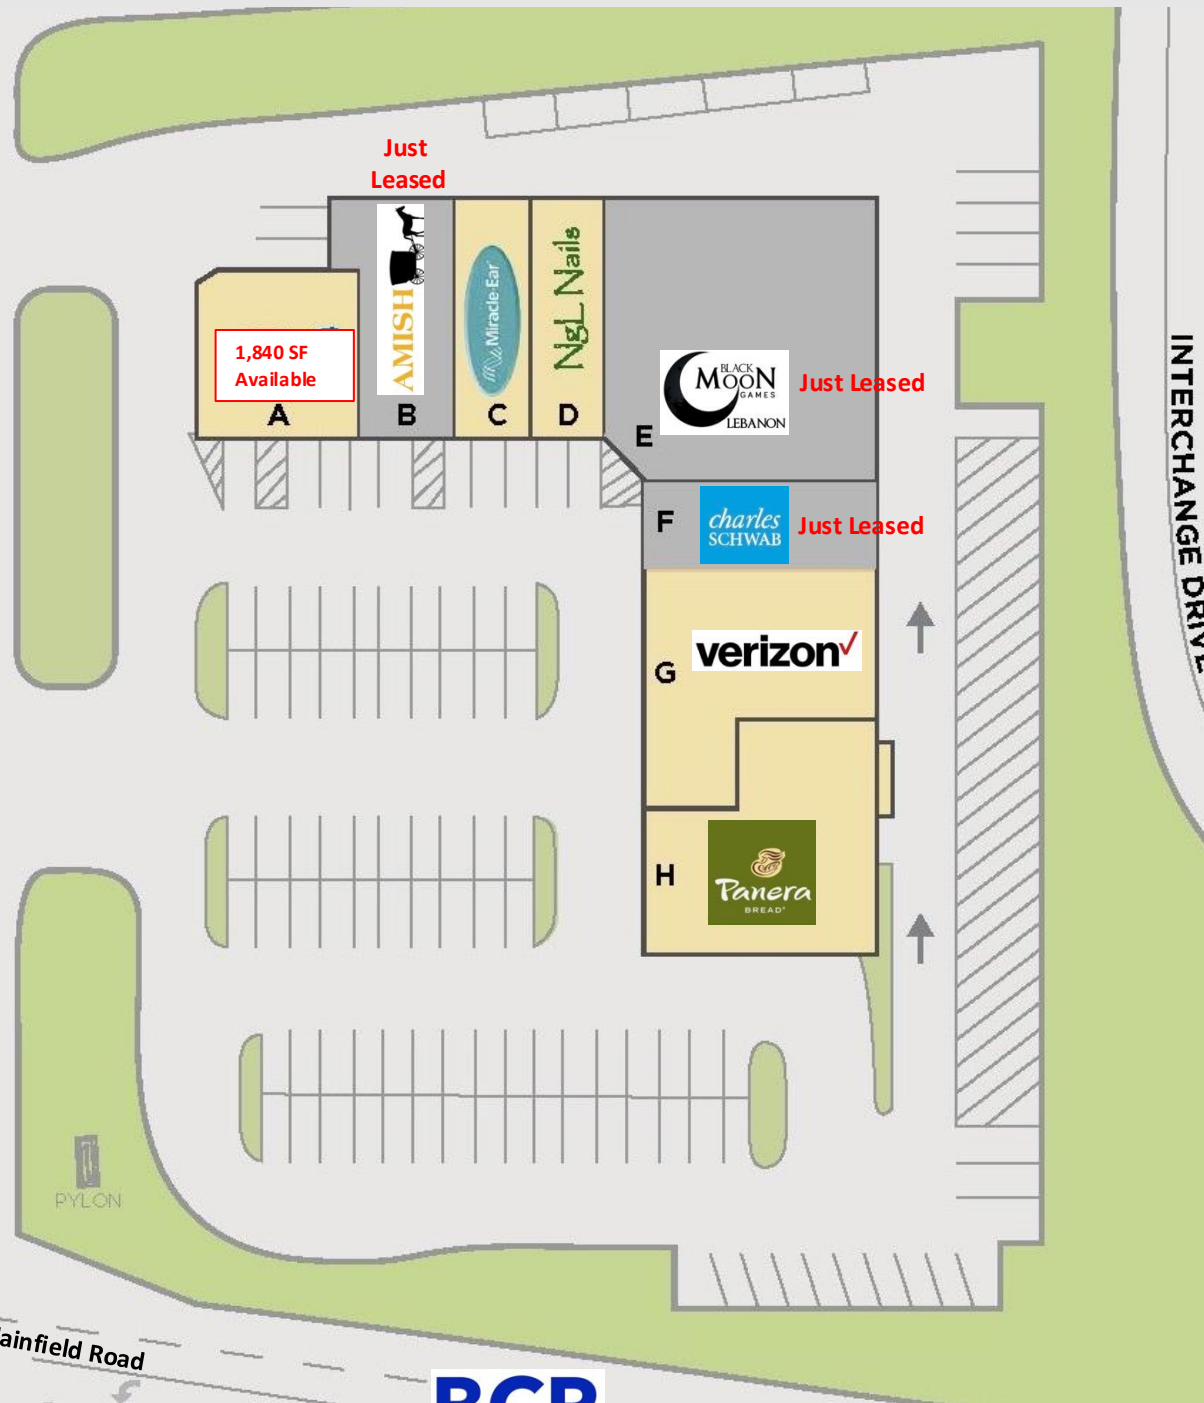 Just
Leased
AMISH
Miracle-Ear
NgL Nails
1,840 SF
Available
A
B
C
D
E
BLACK
MOON
GAMES
LEBANON
Just Leased
F
charles
SCHWAB
Just Leased
G
verizon
H
Panera
BREAD
INTERCHANGE DRIVE
PYLON
ainfield Road